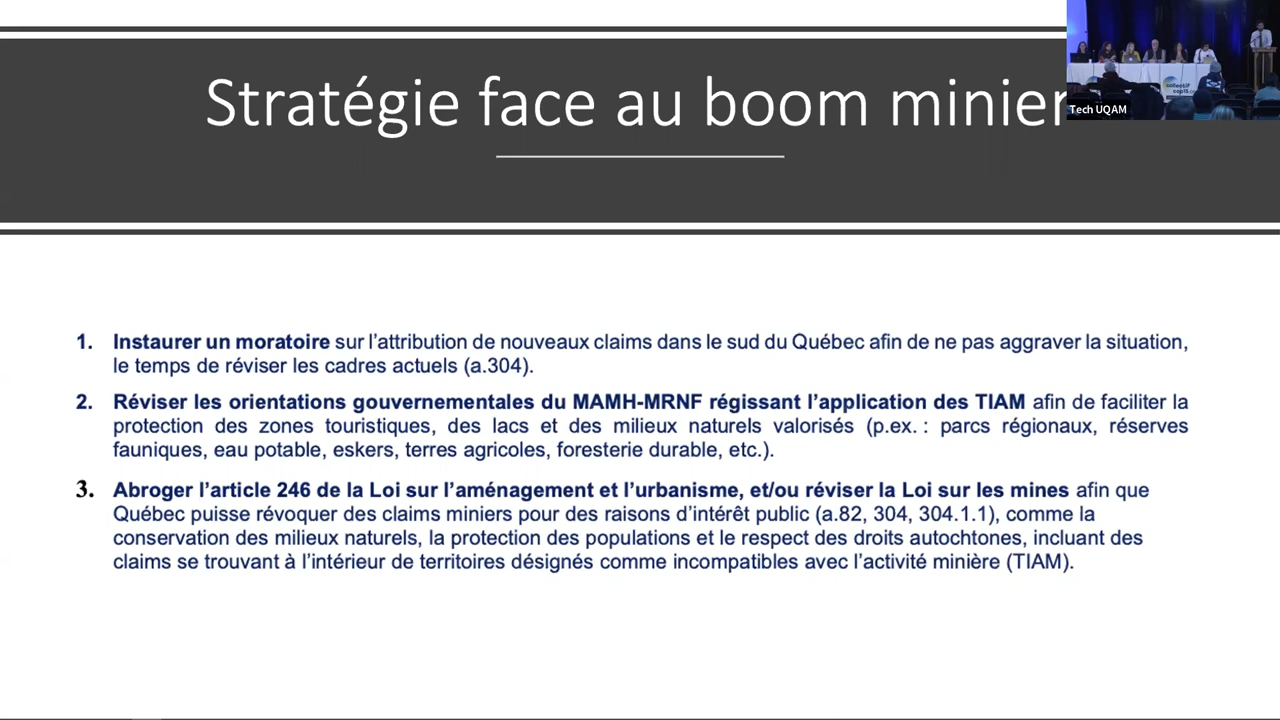 Stratégie face au boom minier
Tech UQAM
collectif
cop15.
1. Instaurer un moratoire sur l’attribution de nouveaux claims dans le sud du Québec afin de ne pas aggraver la situation,
le temps de réviser les cadres actuels (a.304).
2. Réviser les orientations gouvernementales du MAMH-MRNF régissant l’application des TIAM afin de faciliter la
protection des zones touristiques, des lacs et des milieux naturels valorisés (p.ex. : parcs régionaux, réserves
fauniques, eau potable, eskers, terres agricoles, foresterie durable, etc.).
3. Abroger l’article 246 de la Loi sur l’aménagement et l’urbanisme, et/ou réviser la Loi sur les mines afin que
Québec puisse révoquer des claims miniers pour des raisons d’intérêt public (a.82, 304, 304.1.1), comme la
conservation des milieux naturels, la protection des populations et le respect des droits autochtones, incluant des
claims se trouvant à l’intérieur de territoires désignés comme incompatibles avec l’activité minière (TIAM).